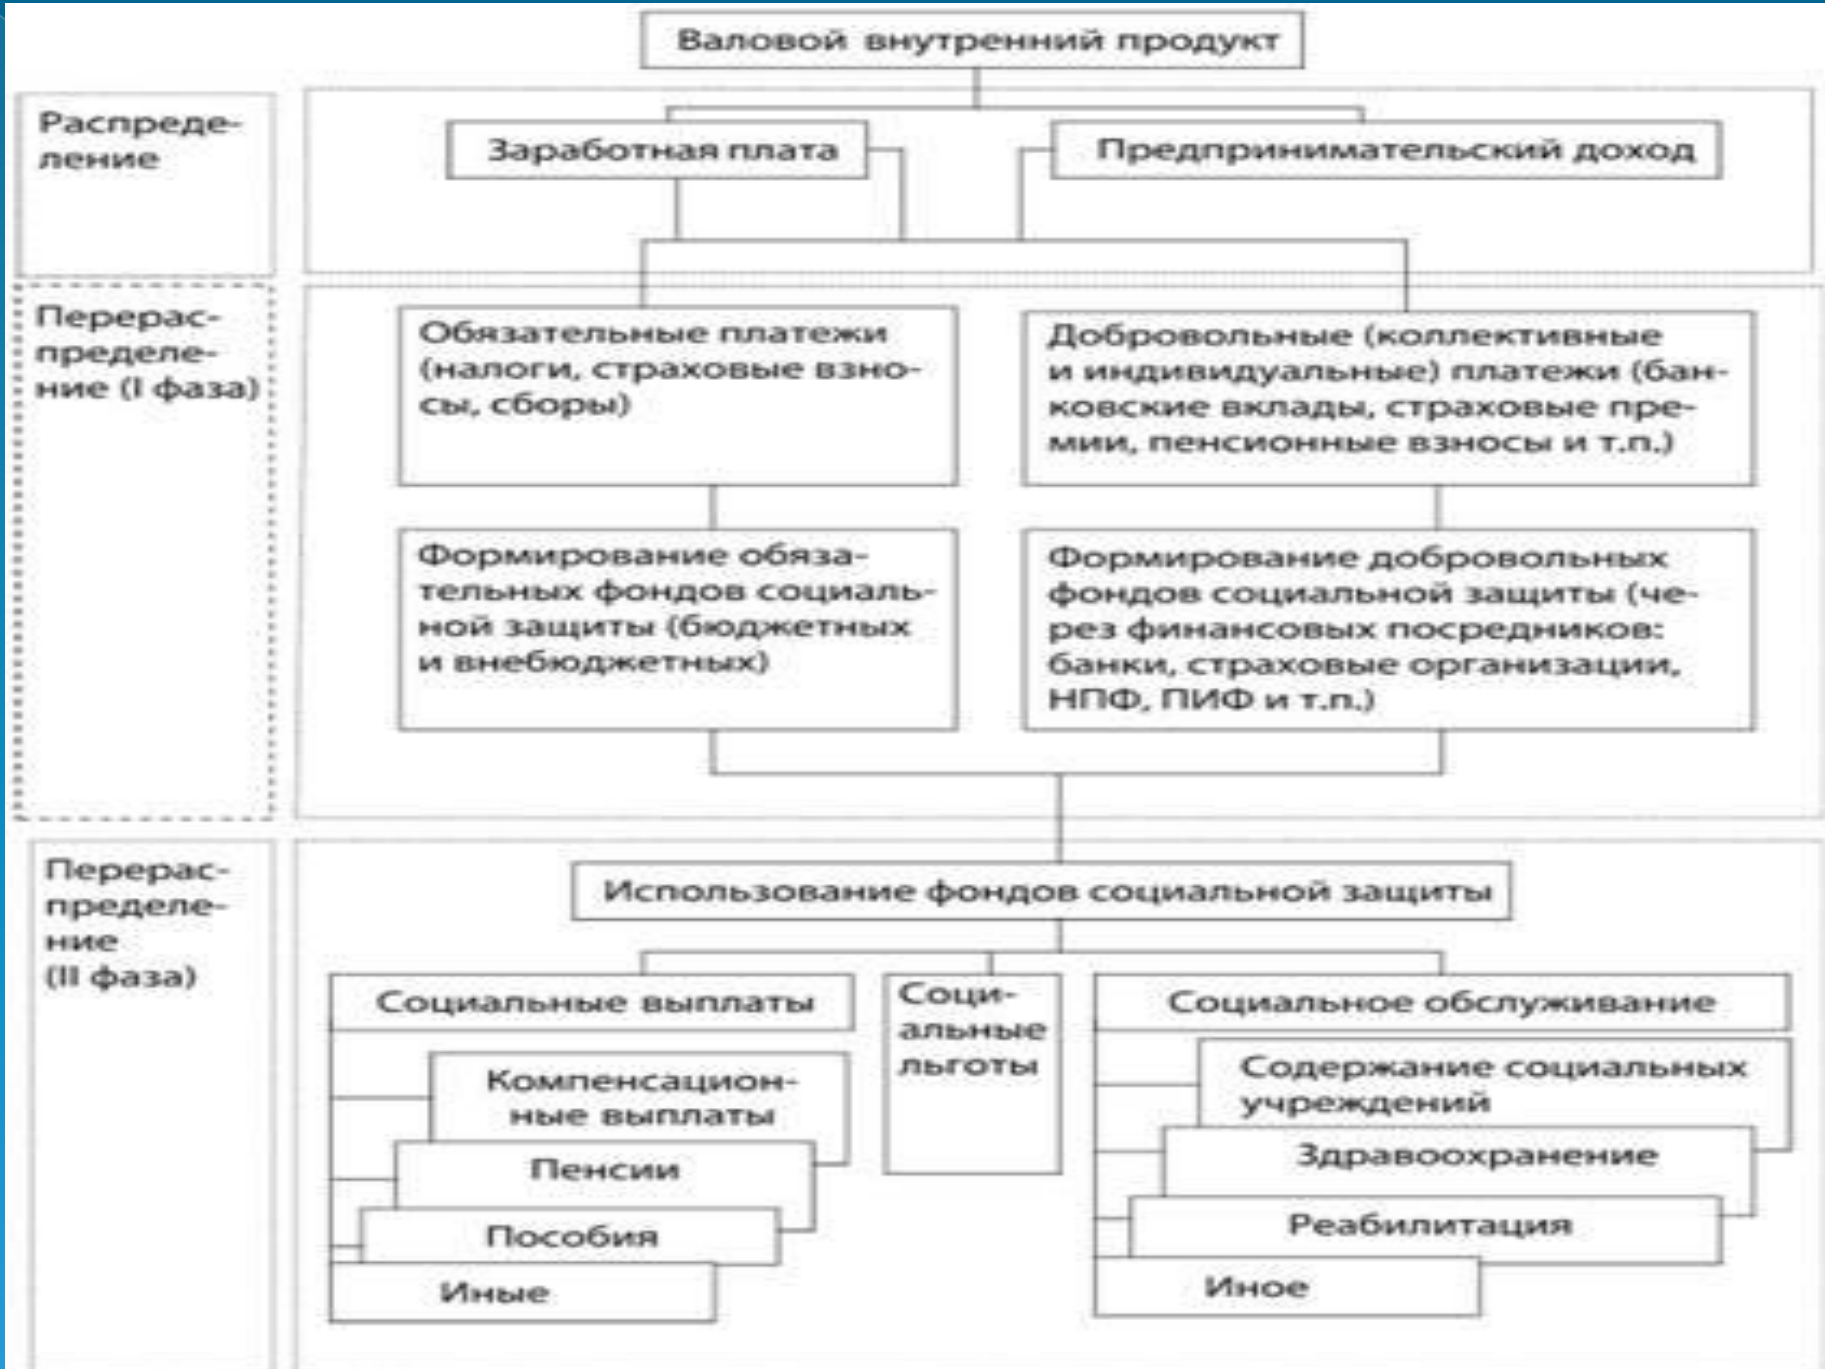 Валовой внутренний продукт
Распреде-
ление
Заработная плата
Предпринимательский доход
Перерас-
пределе-
ние (I фаза)
Обязательные платежи
(налоги, страховые взно-
сы, сборы)
Добровольные (коллективные
и индивидуальные) платежи (бан-
ковские вклады, страховые пре-
мии, пенсионные взносы и т.п.)
Формирование обяза-
тельных фондов социаль-
ной защиты (бюджетных
и внебюджетных)
Формирование добровольных
фондов социальной защиты (че-
рез финансовых посредников:
банки, страховые организации,
НПФ, ПИФ и т.п.)
Перерас-
пределе-
ние
(II фаза)
Использование фондов социальной защиты
Социальные выплаты
Компенсацион-
ные выплаты
Пенсии
Пособия
Иные
Соци-
альные
льготы
Социальное обслуживание
Содержание социальных
учреждений
Здравоохранение
Реабилитация
Иное